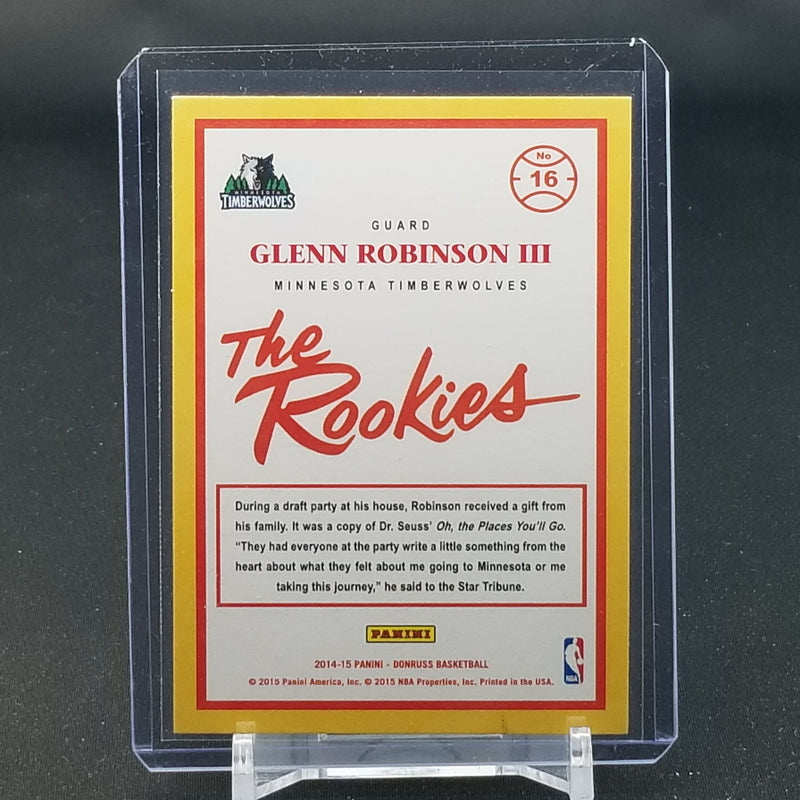 No
16
MINNESOTA
TIMBERWOLVES
GUARD
GLENN ROBINSON III
MINNESOTA TIMBERWOLVES
The
Rookies
During a draft party at his house, Robinson received a gift from
his family. It was a copy of Dr. Seuss' Oh, the Places You'll Go.
“They had everyone at the party write a little something from the
heart about what they felt about me going to Minnesota or me
taking this journey,” he said to the Star Tribune.
PANINI
2014-15 PANINI - DONRUSS BASKETBALL
© 2015 Panini America, Inc. © 2015 NBA Properties, Inc. Printed in the USA.
NBA